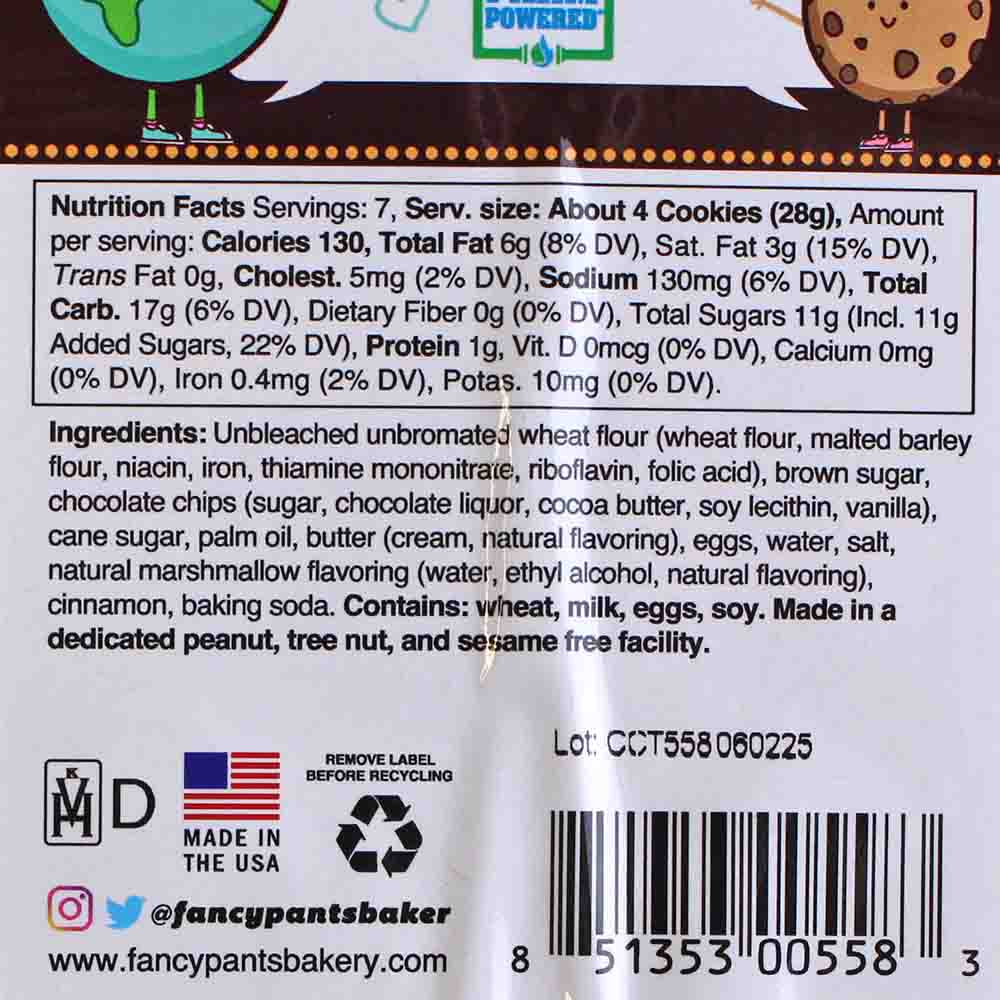 POWERED
Nutrition Facts Servings: 7, Serv. size: About 4 Cookies (28g), Amount
per serving: Calories 130, Total Fat 6g (8% DV), Sat. Fat 3g (15% DV),
Trans Fat 0g, Cholest. 5mg (2% DV), Sodium 130mg (6% DV), Total
Carb. 17g (6% DV), Dietary Fiber 0g (0% DV), Total Sugars 11g (Incl. 11g
Added Sugars, 22% DV), Protein 1g, Vit. D 0mcg (0% DV), Calcium 0mg
(0% DV), Iron 0.4mg (2% DV), Potas. 10mg (0% DV).
Ingredients: Unbleached unbromated wheat flour (wheat flour, malted barley
flour, niacin, iron, thiamine mononitrate, riboflavin, folic acid), brown sugar,
chocolate chips (sugar, chocolate liquor, cocoa butter, soy lecithin, vanilla),
cane sugar, palm oil, butter (cream, natural flavoring), eggs, water, salt,
natural marshmallow flavoring (water, ethyl alcohol, natural flavoring),
cinnamon, baking soda. Contains: wheat, milk, eggs, soy. Made in a
dedicated peanut, tree nut, and sesame free facility.
Lot: CCT558060225
K
VHM D
MADE IN
THE USA
REMOVE LABEL
BEFORE RECYCLING
@fancypantsbaker
www.fancypantsbakery.com
8 51353 00558 3